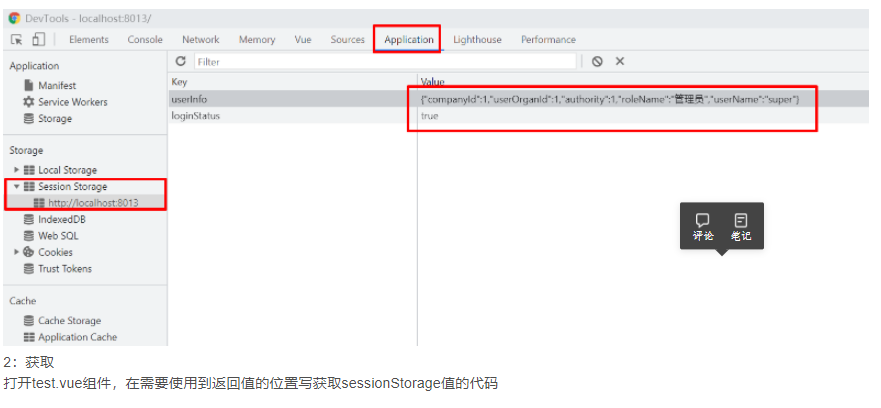 DevTools - localhost:8013/
Elements Console Network Memory Vue Sources Application Lighthouse Performance
Application
Filter
Manifest
Service Workers
Storage
Key Value
userInfo {"companyId":1,"userOrganId":1,"authority":1,"roleName":"管理员","userName":"super"}
loginStatus true
Storage
Local Storage
Session Storage
http://localhost:8013
IndexedDB
Web SQL
Cookies
Trust Tokens
评论 笔记
Cache
Cache Storage
Application Cache
2：获取
打开test.vue组件，在需要使用到返回值的位置写获取sessionStorage值的代码